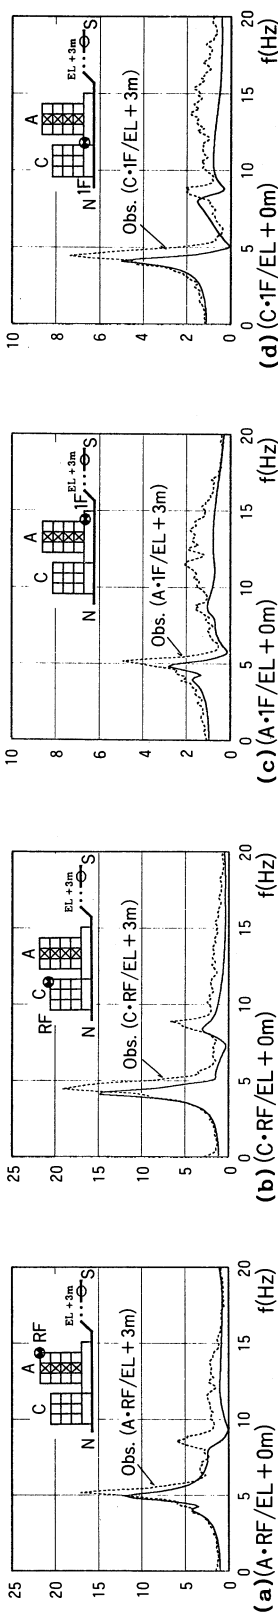 25
20
15
10
5
0
0
5
10
15
20
f(Hz)
C
A
RF
EL+3m
N
S
Obs. (A•RF/EL+3m)
(a)(A•RF/EL+0m)
25
20
15
10
5
0
0
5
10
15
20
f(Hz)
RF
C
A
EL+3m
N
S
Obs. (C•RF/EL+3m)
(b)(C•RF/EL+0m)
10
8
6
4
2
0
0
5
10
15
20
f(Hz)
C
A
EL+3m
N
1F
S
Obs. (A•1F/EL+3m)
(c)(A•1F/EL+0m)
10
8
6
4
2
0
0
5
10
15
20
f(Hz)
C
A
EL+3m
N
1F
S
Obs. (C•1F/EL+3m)
(d)(C•1F/EL+0m)